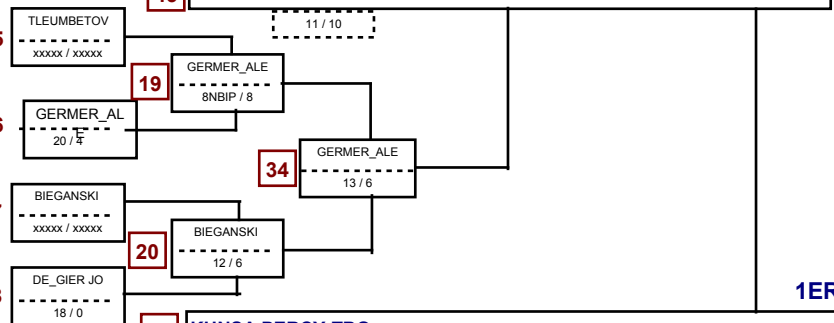 11 / 10
TLEUMBETOV
xxxxx / xxxxx
19
GERMER_ALE
8NBIP / 8
GERMER_AL
E
20 / 4
34
GERMER_ALE
13 / 6
BIEGANSKI
xxxxx / xxxxx
20
BIEGANSKI
12 / 6
DE_GIER JO
18 / 0
1ER